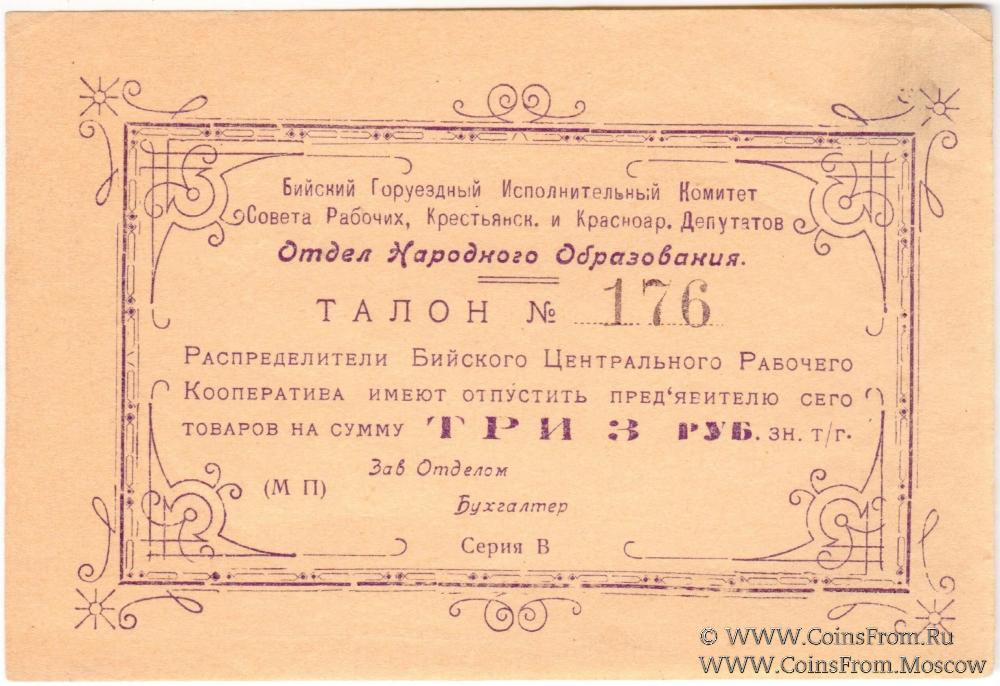 Бийский Горуездный Исполнительный Комитет
Совета Рабочих, Крестьянск. и Красноар. Депутатов
Отдел Народного Образования.
ТАЛОН № 176
Распределители Бийского Центрального Рабочего
Кооператива имеют отпустить пред'явителю сего
товаров на сумму ТРИ 3 РУБ. зн. т/г.
Зав Отделом
(М П)
Бухгалтер
Серия В
© WWW.CoinsFrom.Ru
WWW.CoinsFrom.Moscow